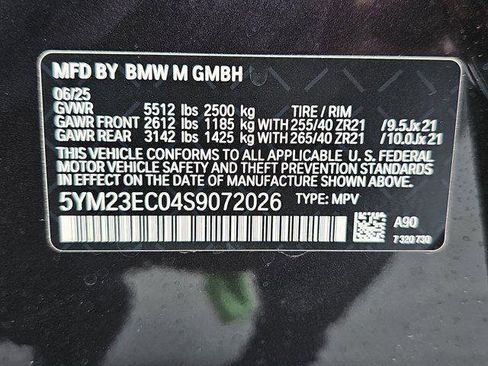 MFD BY BMW M GMBH
06/25
GVWR 5512 lbs 2500 kg TIRE / RIM
GAWR FRONT 2612 lbs 1185 kg WITH 255/40 ZR21 /9.5Jx21
GAWR REAR 3142 lbs 1425 kg WITH 265/40 ZR21 /10.0Jx21
THIS VEHICLE CONFORMS TO ALL APPLICABLE U. S. FEDERAL
MOTOR VEHICLE SAFETY AND THEFT PREVENTION STANDARDS
IN EFFECT ON THE DATE OF MANUFACTURE SHOWN ABOVE.
5YM23EC04S9072026 TYPE: MPV
A90
7 320 730